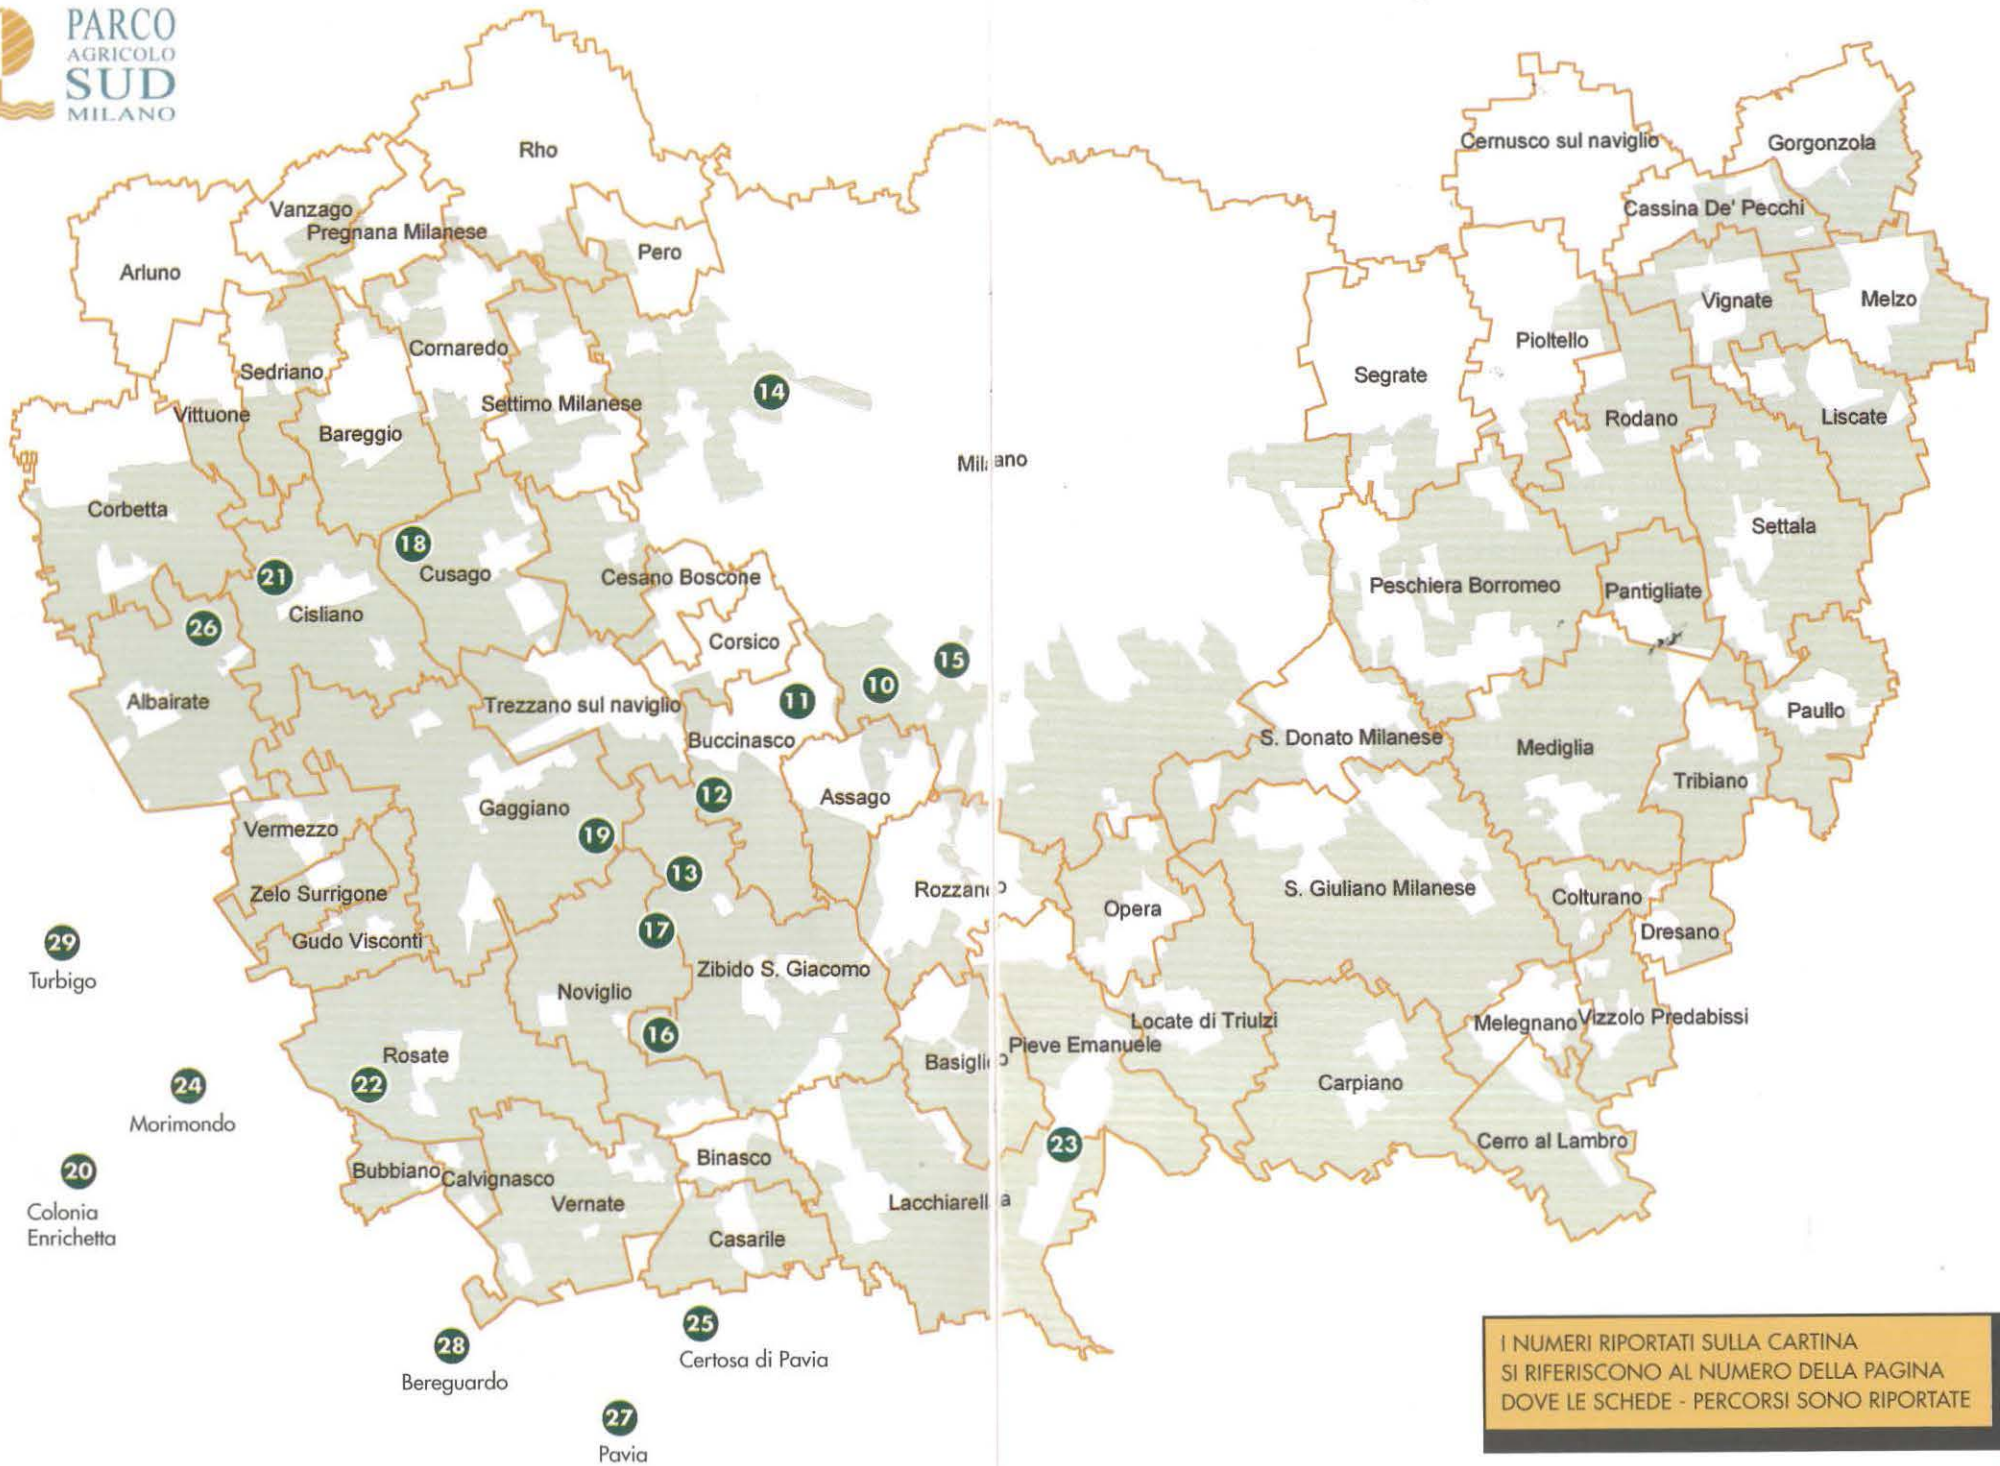 PARCO
AGRICOLO
SUD
MILANO
Rho
Cernusco sul naviglio
Gorgonzola
Vanzago
Pregnana Milanese
Cassina De' Pecchi
Pero
Arluno
Vignate
Melzo
Pioltello
Cornaredo
Sedriano
Segrate
14
Settimo Milanese
Vittuone
Bareggio
Rodano
Liscate
Milano
Corbetta
Settala
18
21
Cusago
Cesano Boscone
Peschiera Borromeo
Pantigliate
Cisliano
26
Corsico
15
10
11
Albairate
Trezzano sul naviglio
Buccinasco
S. Donato Milanese
Mediglia
Paullo
Tribiano
12
Assago
Gaggiano
19
Vermezzo
13
Zelo Surrigone
Rozzano
Opera
S. Giuliano Milanese
Colturano
17
Dresano
29
Turbigo
Gudo Visconti
Zibido S. Giacomo
Noviglio
16
Locate di Triulzi
Melegnano
Vizzolo Predabissi
Rosate
22
Basiglio
Pieve Emanuele
Carpiano
24
Morimondo
23
Cerro al Lambro
20
Colonia
Enrichetta
Bubbiano
Calvignasco
Binasco
Vernate
Lacchiarella
Casarile
25
Certosa di Pavia
28
Bereguardo
27
Pavia
I NUMERI RIPORTATI SULLA CARTINA
SI RIFERISCONO AL NUMERO DELLA PAGINA
DOVE LE SCHEDE - PERCORSI SONO RIPORTATE